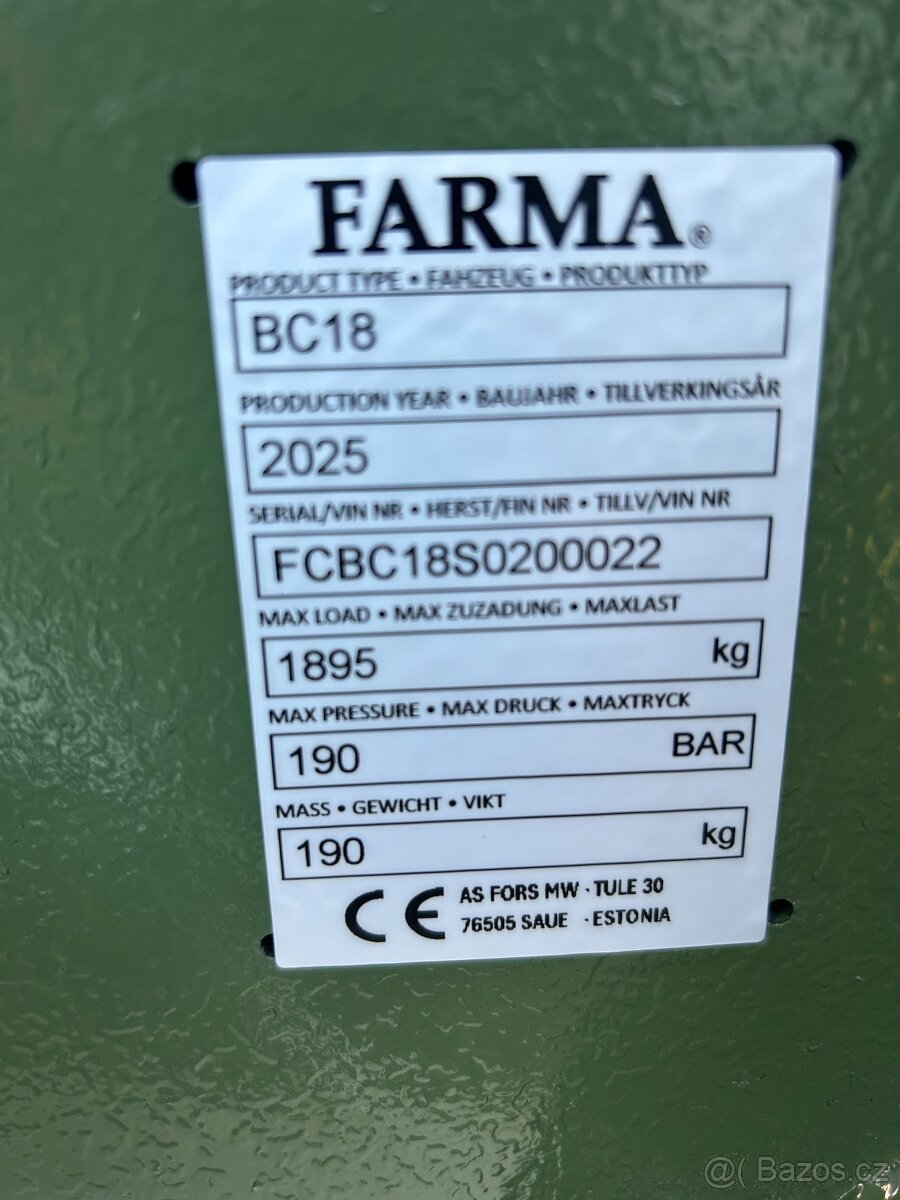 FARMA®
PRODUCT TYPE • FAHZEUG • PRODUKTTYP
BC18
PRODUCTION YEAR • BAUJAHR • TILLVERKINGSÅR
2025
SERIAL/VIN NR • HERST/FIN NR • TILLV/VIN NR
FCBC18S0200022
MAX LOAD • MAX ZUZADUNG • MAXLAST
1895 kg
MAX PRESSURE • MAX DRUCK • MAXTRYCK
190 BAR
MASS • GEWICHT • VIKT
190 kg
CE AS FORS MW · TULE 30
76505 SAUE · ESTONIA
@( Bazos.cz